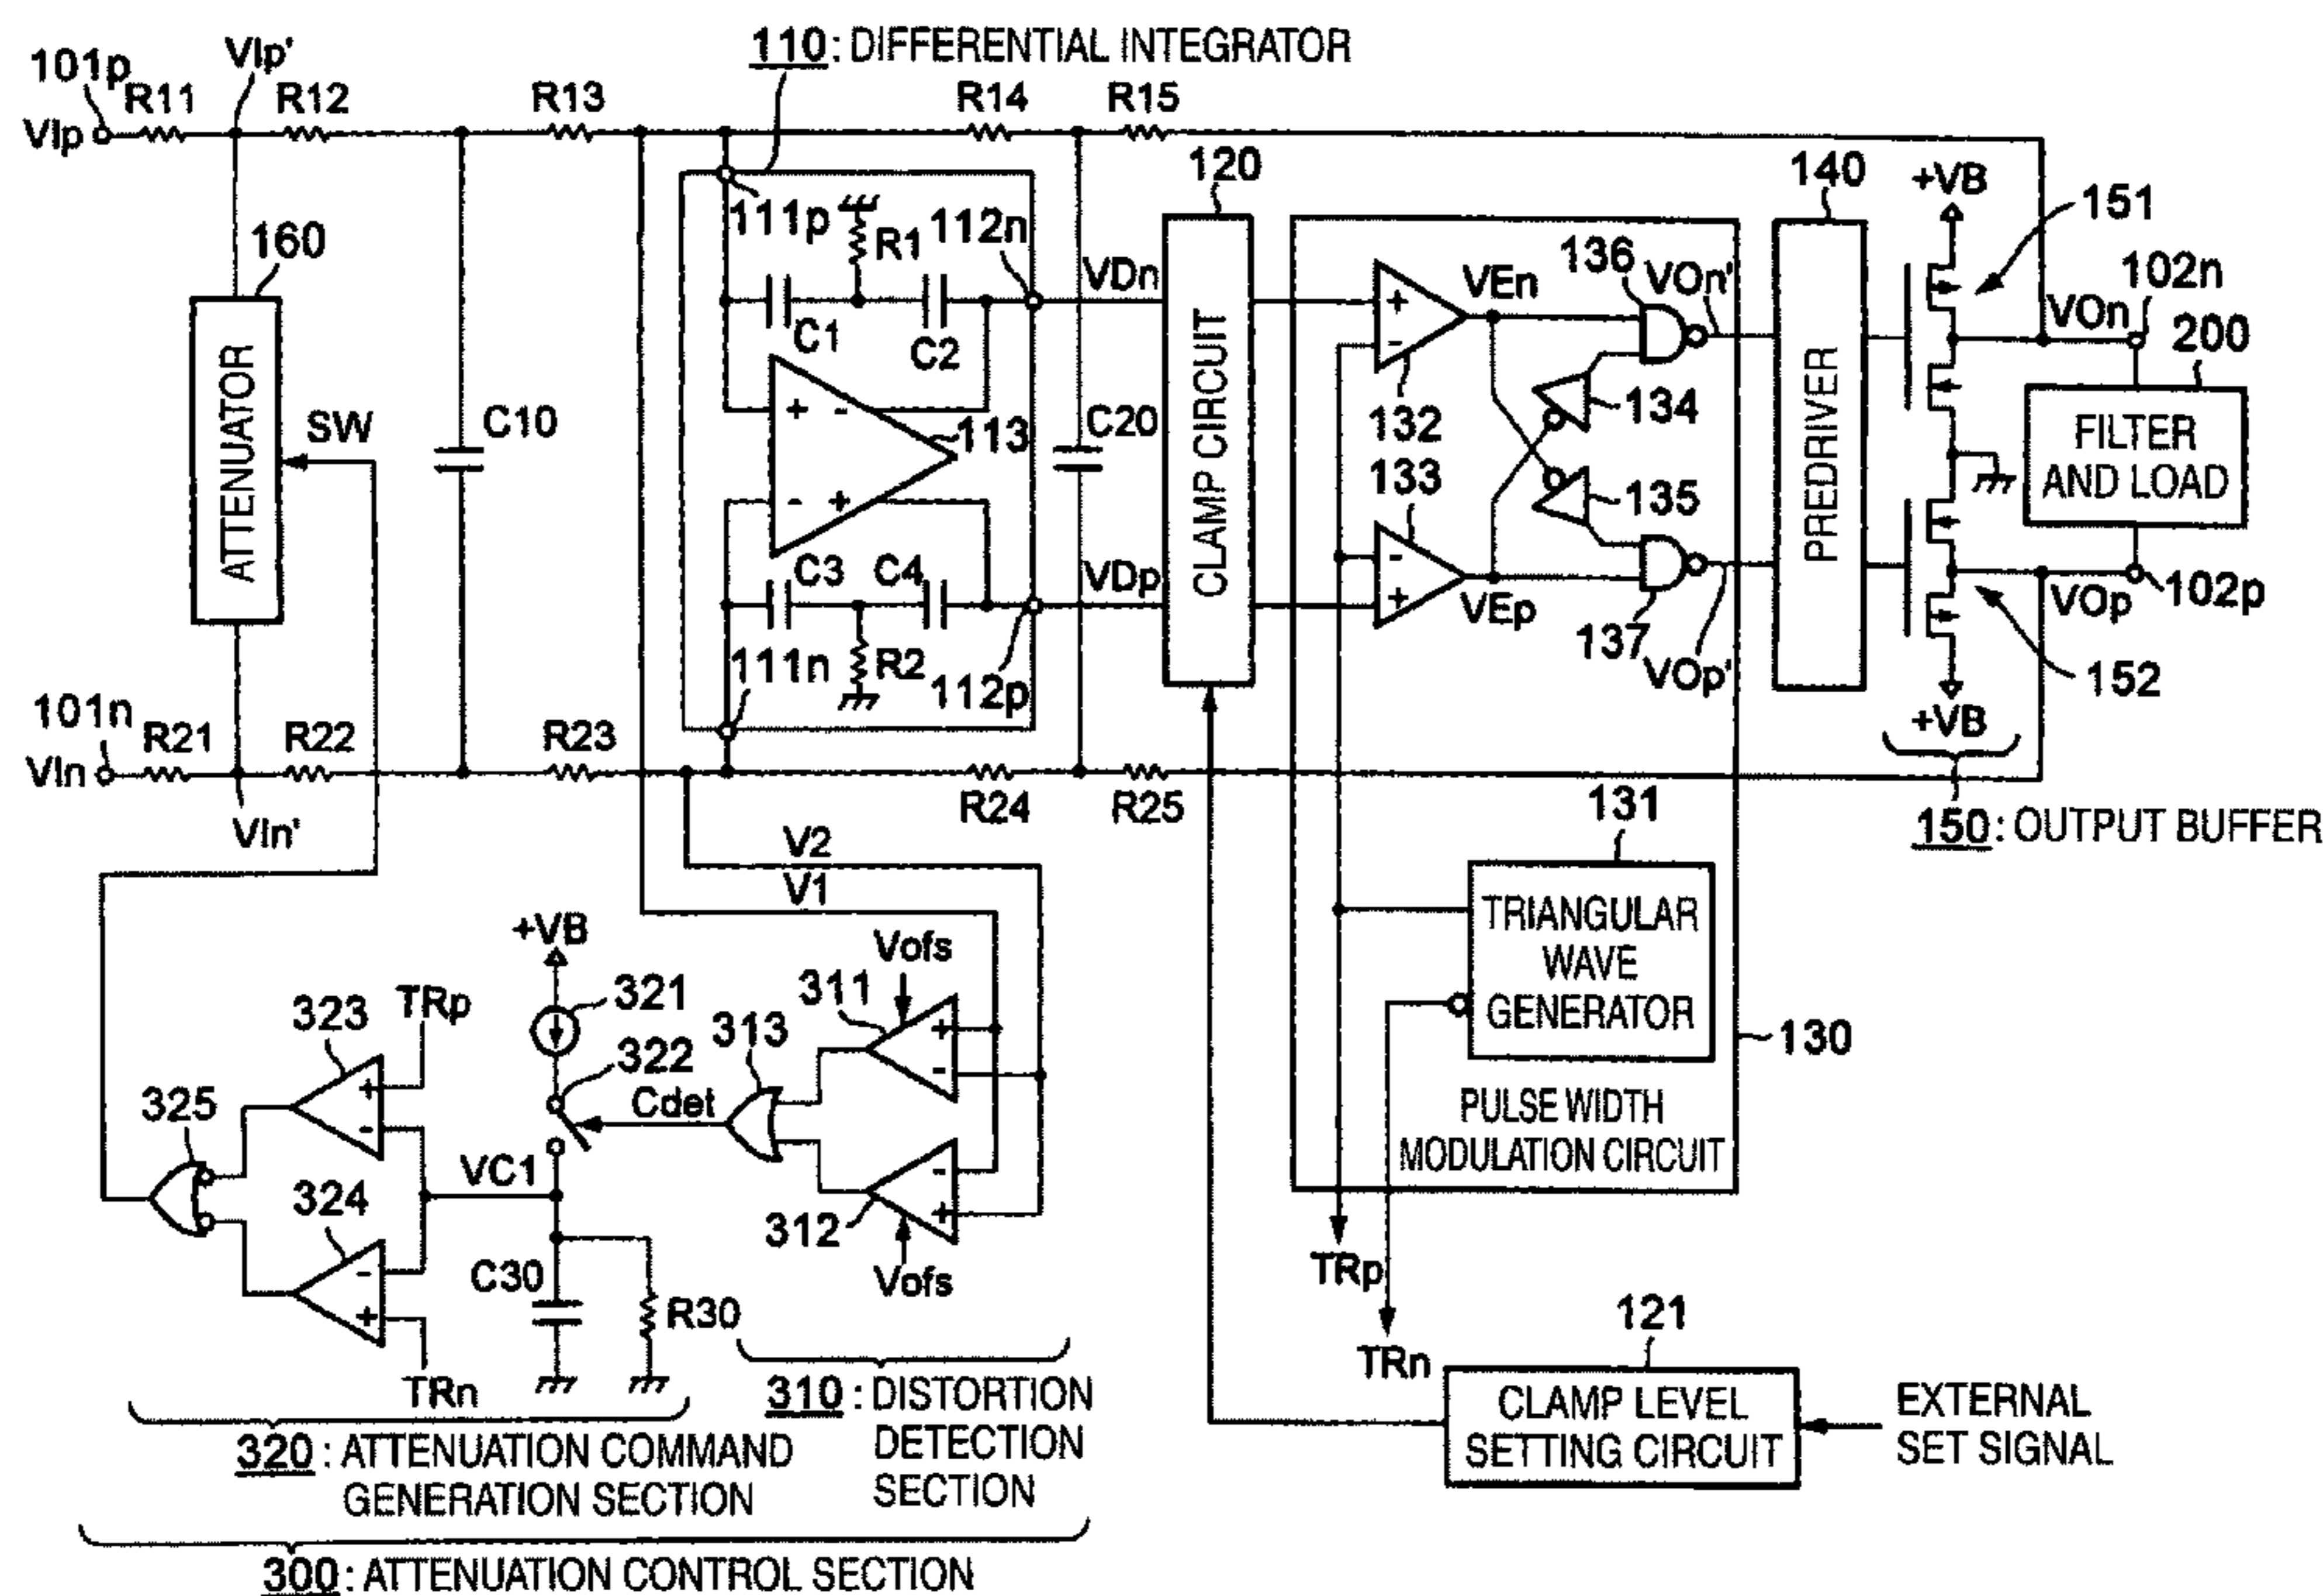 110 : DIFFERENTIAL INTEGRATOR
101p
VIp'
R11
R12
R13
R14
R15
VIp
120
140
+VB
151
160
111p
R1
112n
VDn
136
VOn'
102n
VEn
VOn
200
C1
C2
ATTENUATOR
SW
C10
+
-
113
C20
CLAMP CIRCUIT
+
-
132
134
PREDRIVER
FILTER
AND LOAD
-
+
133
135
C3
C4
VDp
-
+
VEp
137
VOp'
VOp
102p
111n
R2
112p
152
101n
R21
R22
R23
+VB
VIn
VIn'
R24
R25
131
150 : OUTPUT BUFFER
V2
V1
TRIANGULAR
WAVE
GENERATOR
+VB
Vofs
323
TRp
321
311
+
-
313
322
130
325
+
-
Cdet
PULSE WIDTH
MODULATION CIRCUIT
VC1
324
-
+
312
-
+
C30
R30
Vofs
TRp
TRn
TRn
121
310 : DISTORTION
DETECTION
SECTION
CLAMP LEVEL
SETTING CIRCUIT
EXTERNAL
SET SIGNAL
320 : ATTENUATION COMMAND
GENERATION SECTION
300 : ATTENUATION CONTROL SECTION